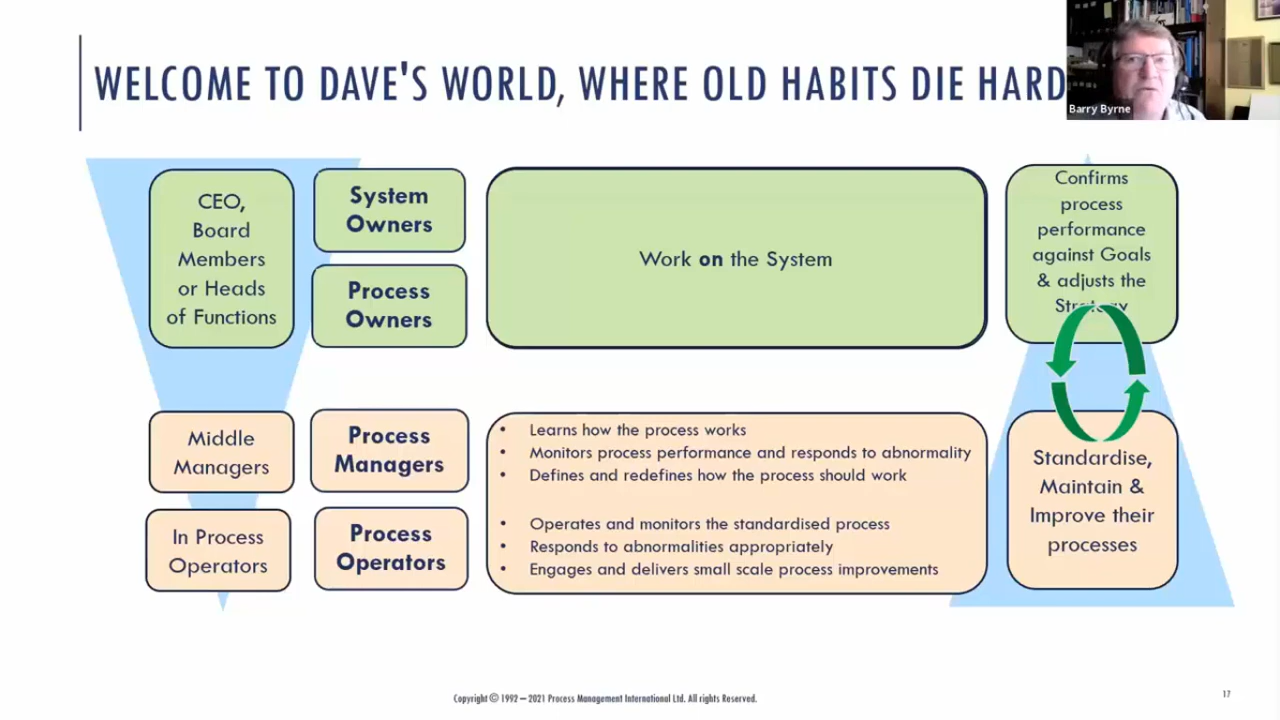 WELCOME TO DAVE'S WORLD, WHERE OLD HABITS DIE HARD
Barry Byrne
CEO,
Board
Members
or Heads
of Functions
System
Owners
Process
Owners
Work on the System
Confirms
process
performance
against Goals
& adjusts the
Strategy
Middle
Managers
Process
Managers
• Learns how the process works
• Monitors process performance and responds to abnormality
• Defines and redefines how the process should work
In Process
Operators
Process
Operators
• Operates and monitors the standardised process
• Responds to abnormalities appropriately
• Engages and delivers small scale process improvements
Standardise,
Maintain &
Improve their
processes
Copyright © 1992 – 2021 Process Management International Ltd. All rights Reserved.
17